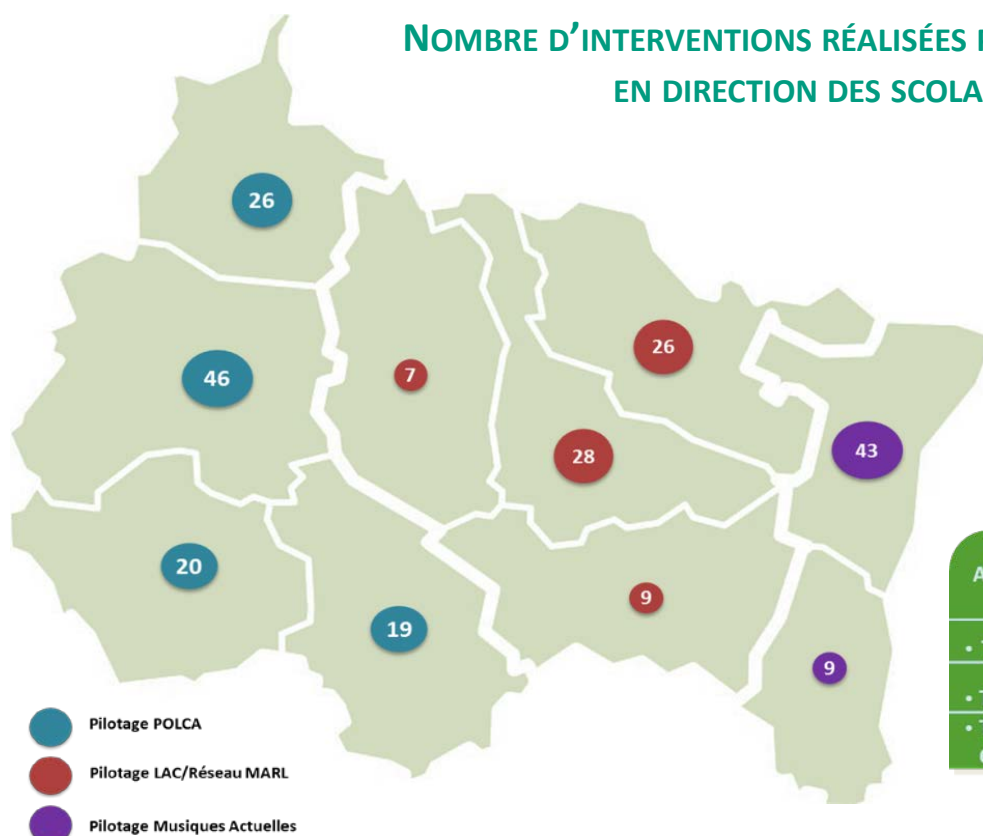 NOMBRE D'INTERVENTIONS RÉALISÉES
EN DIRECTION DES
26
46
7
26
28
43
20
19
9
9
Pilotage POLCA
Pilotage LAC/Réseau MARL
Pilotage Musiques Actuelles